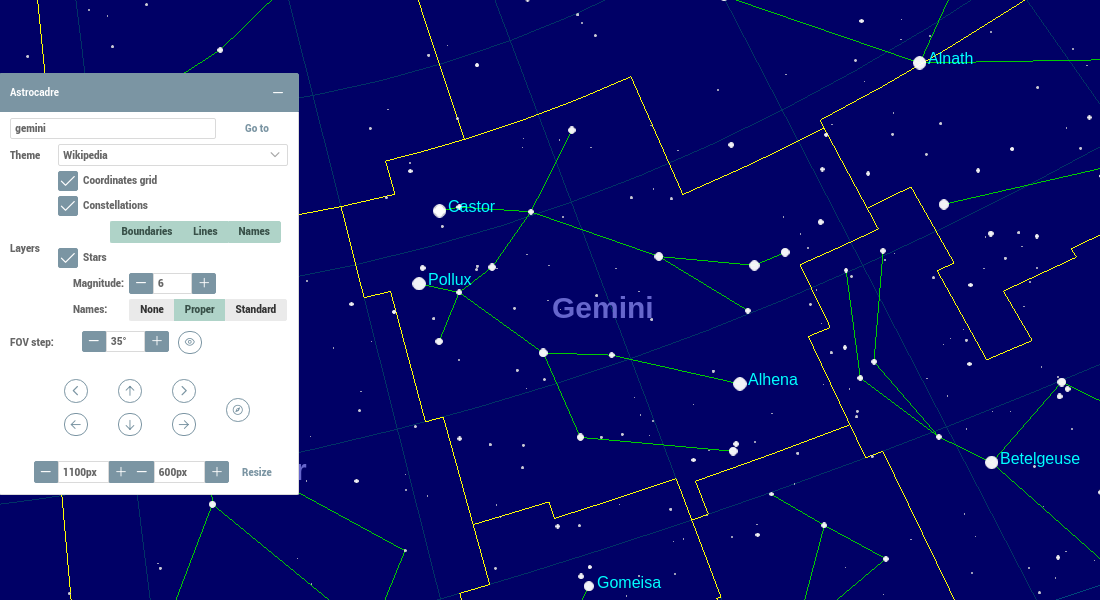 Alnath
Astrocadre
gemini
Go to
Theme
Wikipedia
Coordinates grid
Constellations
Boundaries Lines Names
Layers
Stars
Magnitude: 6
Names: None Proper Standard
FOV step: 35°
1100px 600px Resize
Castor
Pollux
Gemini
Alhena
Betelgeuse
r
Gomeisa